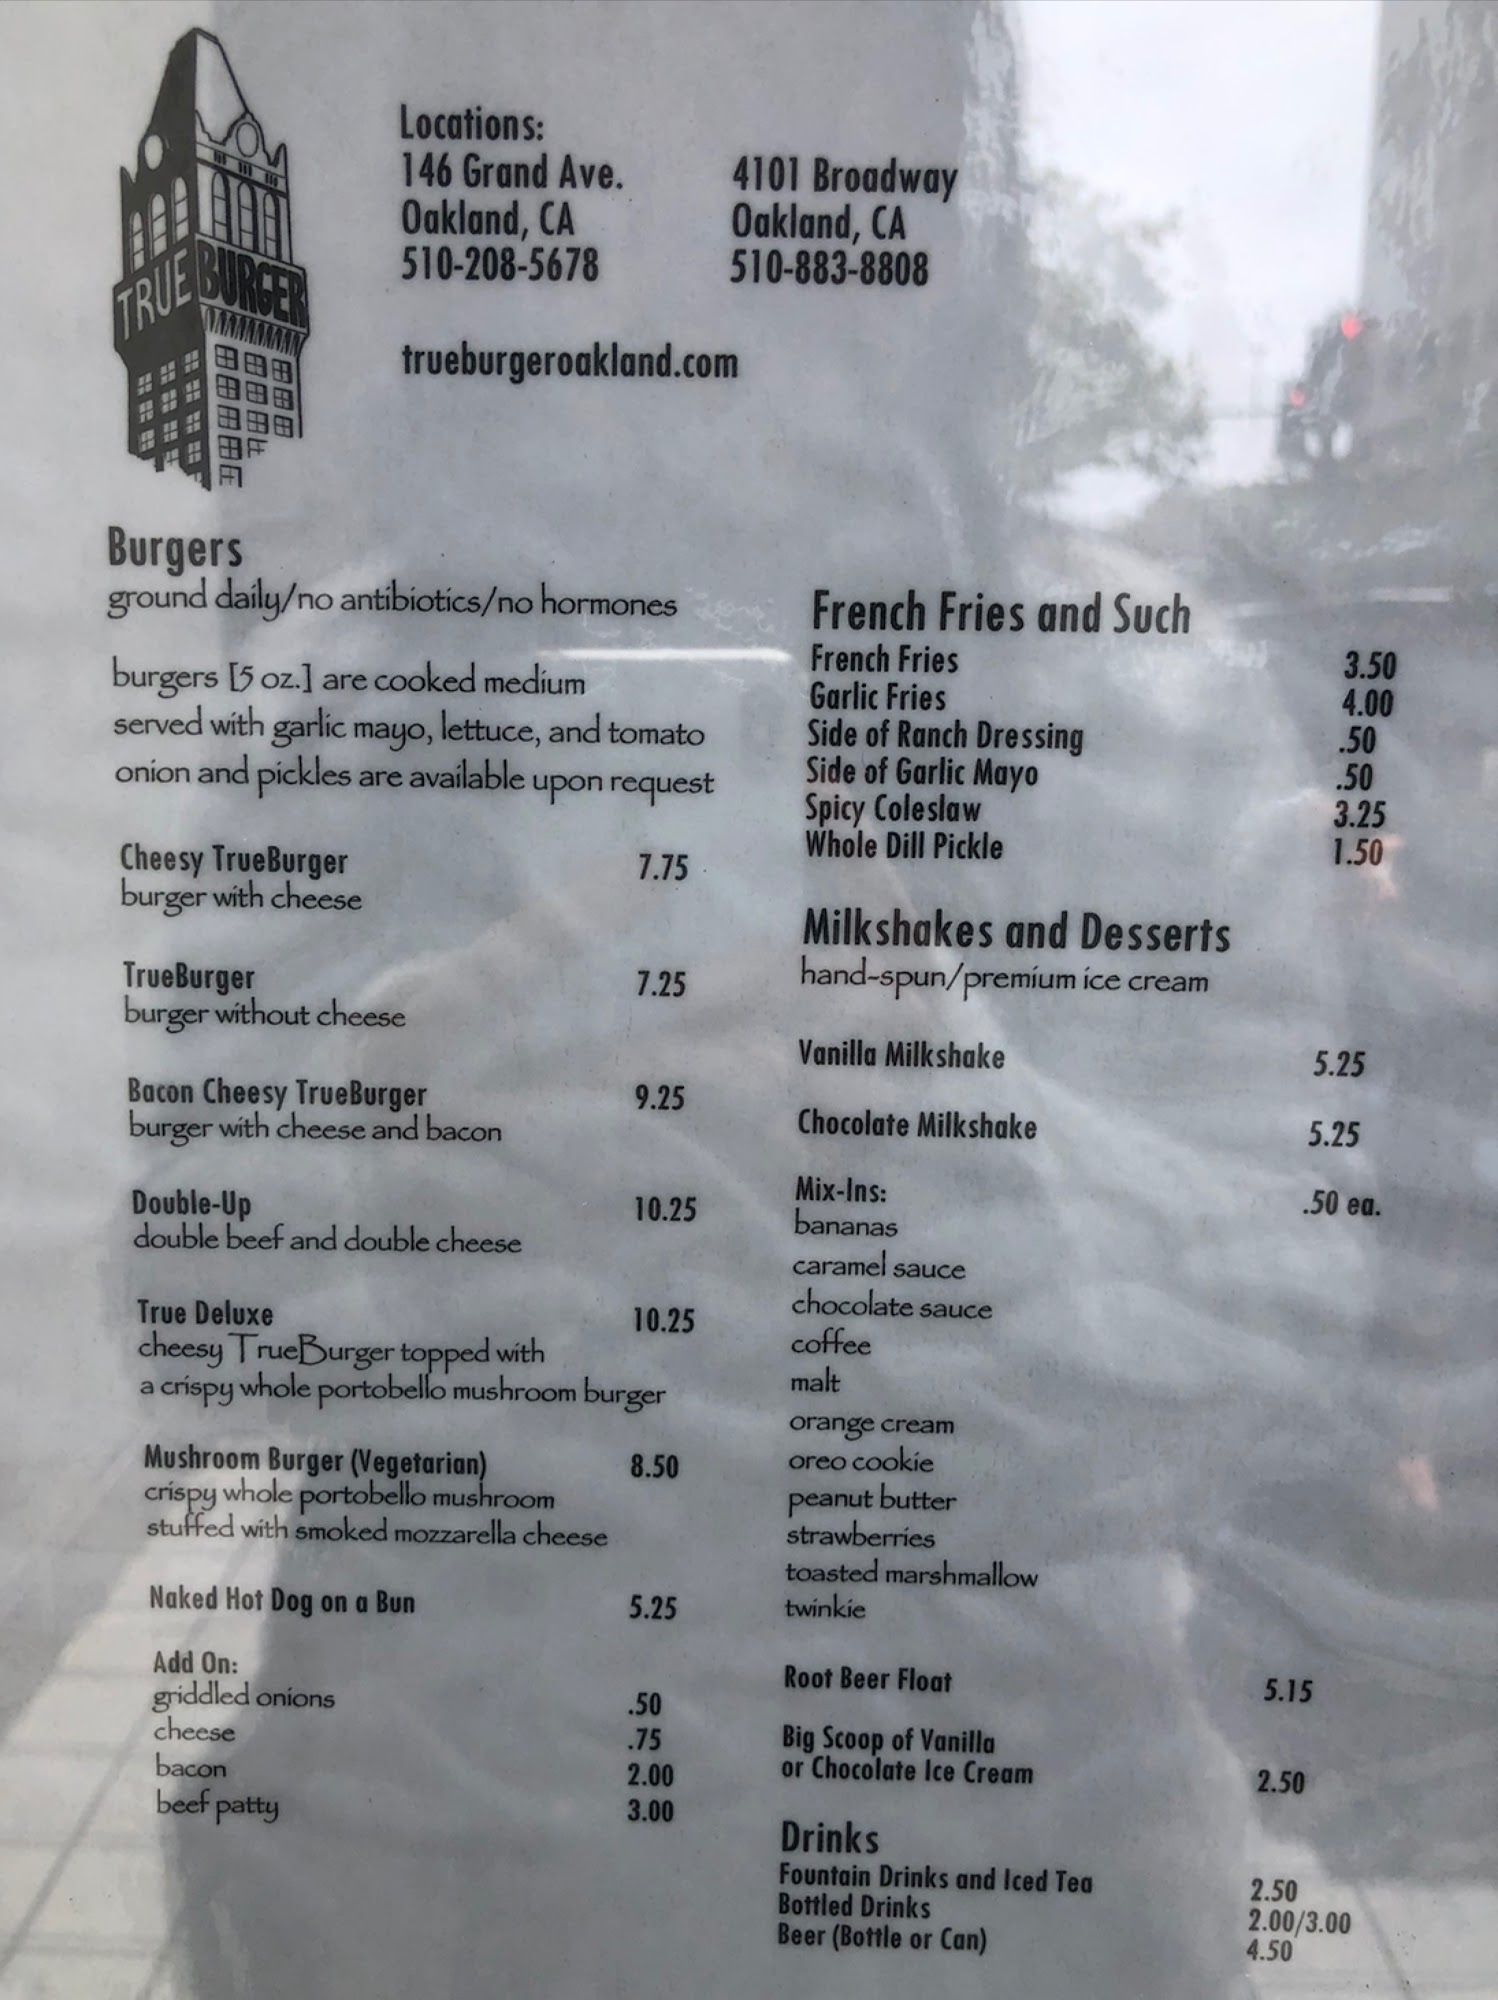 TRUE BURGER
Locations:
146 Grand Ave.
Oakland, CA
510-208-5678
4101 Broadway
Oakland, CA
510-883-8808
trueburgeroakland.com
Burgers
ground daily/no antibiotics/no hormones
burgers [5 oz.] are cooked medium
served with garlic mayo, lettuce, and tomato
onion and pickles are available upon request
Cheesy TrueBurger 7.75
burger with cheese
TrueBurger 7.25
burger without cheese
Bacon Cheesy TrueBurger 9.25
burger with cheese and bacon
Double-Up 10.25
double beef and double cheese
True Deluxe 10.25
cheesy TrueBurger topped with
a crispy whole portobello mushroom burger
Mushroom Burger (Vegetarian) 8.50
crispy whole portobello mushroom
stuffed with smoked mozzarella cheese
Naked Hot Dog on a Bun 5.25
Add On:
griddled onions .50
cheese .75
bacon 2.00
beef patty 3.00
French Fries and Such
French Fries 3.50
Garlic Fries 4.00
Side of Ranch Dressing .50
Side of Garlic Mayo .50
Spicy Coleslaw 3.25
Whole Dill Pickle 1.50
Milkshakes and Desserts
hand-spun/premium ice cream
Vanilla Milkshake 5.25
Chocolate Milkshake 5.25
Mix-Ins: .50 ea.
bananas
caramel sauce
chocolate sauce
coffee
malt
orange cream
oreo cookie
peanut butter
strawberries
toasted marshmallow
twinkie
Root Beer Float 5.15
Big Scoop of Vanilla
or Chocolate Ice Cream 2.50
Drinks
Fountain Drinks and Iced Tea 2.50
Bottled Drinks 2.00/3.00
Beer (Bottle or Can) 4.50